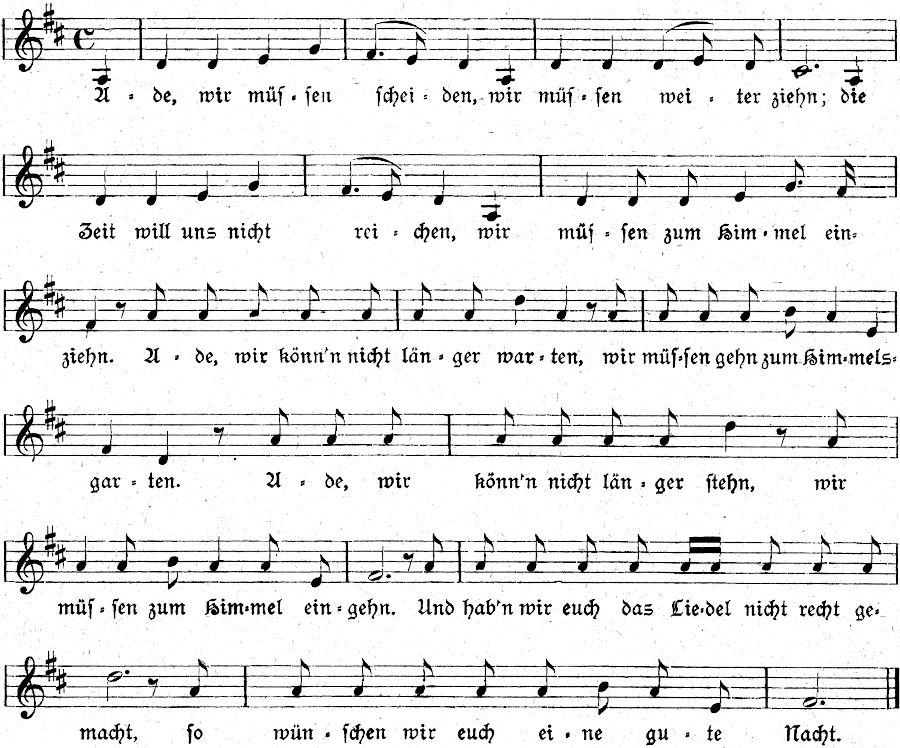 A - de, wir müs - sen schei - den, wir müs - sen wei - ter ziehn; die
Zeit will uns nicht rei - chen, wir müs - sen zum Him - mel ein-
ziehn. A - de, wir könn'n nicht län - ger war - ten, wir müs-sen gehn zum Him-mels-
gar - ten. A - de, wir könn'n nicht län - ger stehn, wir
müs - sen zum Him-mel ein-gehn. Und hab'n wir euch das Lie-del nicht recht ge-
macht, so wün - schen wir euch ei - ne gu - te Nacht.